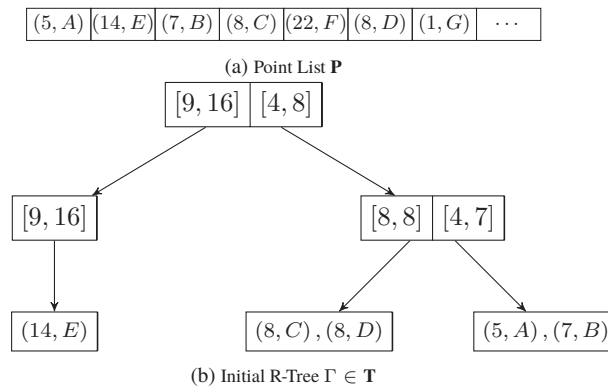 (5, A) (14, E) (7, B) (8, C) (22, F) (8, D) (1, G) ⋯
(a) Point List P
[9, 16] [4, 8]
[9, 16] [8, 8] [4, 7]
(14, E) (8, C) , (8, D) (5, A) , (7, B)
(b) Initial R-Tree Γ ∈ T